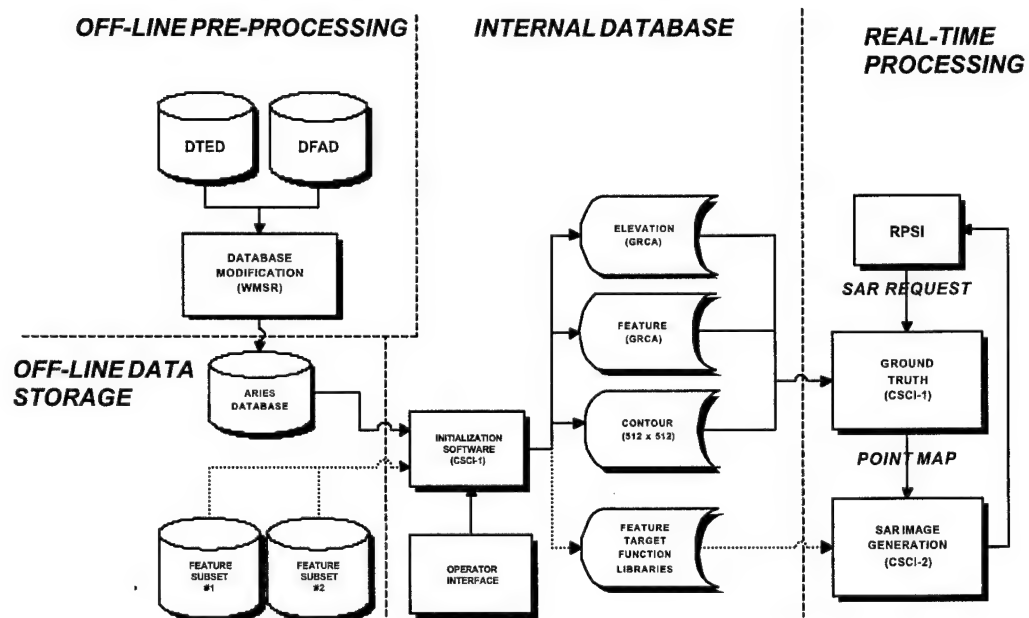 OFF-LINE PRE-PROCESSING
INTERNAL DATABASE
REAL-TIME
PROCESSING
DTED
DFAD
DATABASE
MODIFICATION
(WMSR)
OFF-LINE DATA
STORAGE
ARIES
DATABASE
FEATURE
SUBSET
#1
FEATURE
SUBSET
#2
INITIALIZATION
SOFTWARE
(CSCI-1)
OPERATOR
INTERFACE
ELEVATION
(GRCA)
FEATURE
(GRCA)
CONTOUR
(512 x 512)
FEATURE
TARGET
FUNCTION
LIBRARIES
RPSI
SAR REQUEST
GROUND
TRUTH
(CSCI-1)
POINT MAP
SAR IMAGE
GENERATION
(CSCI-2)